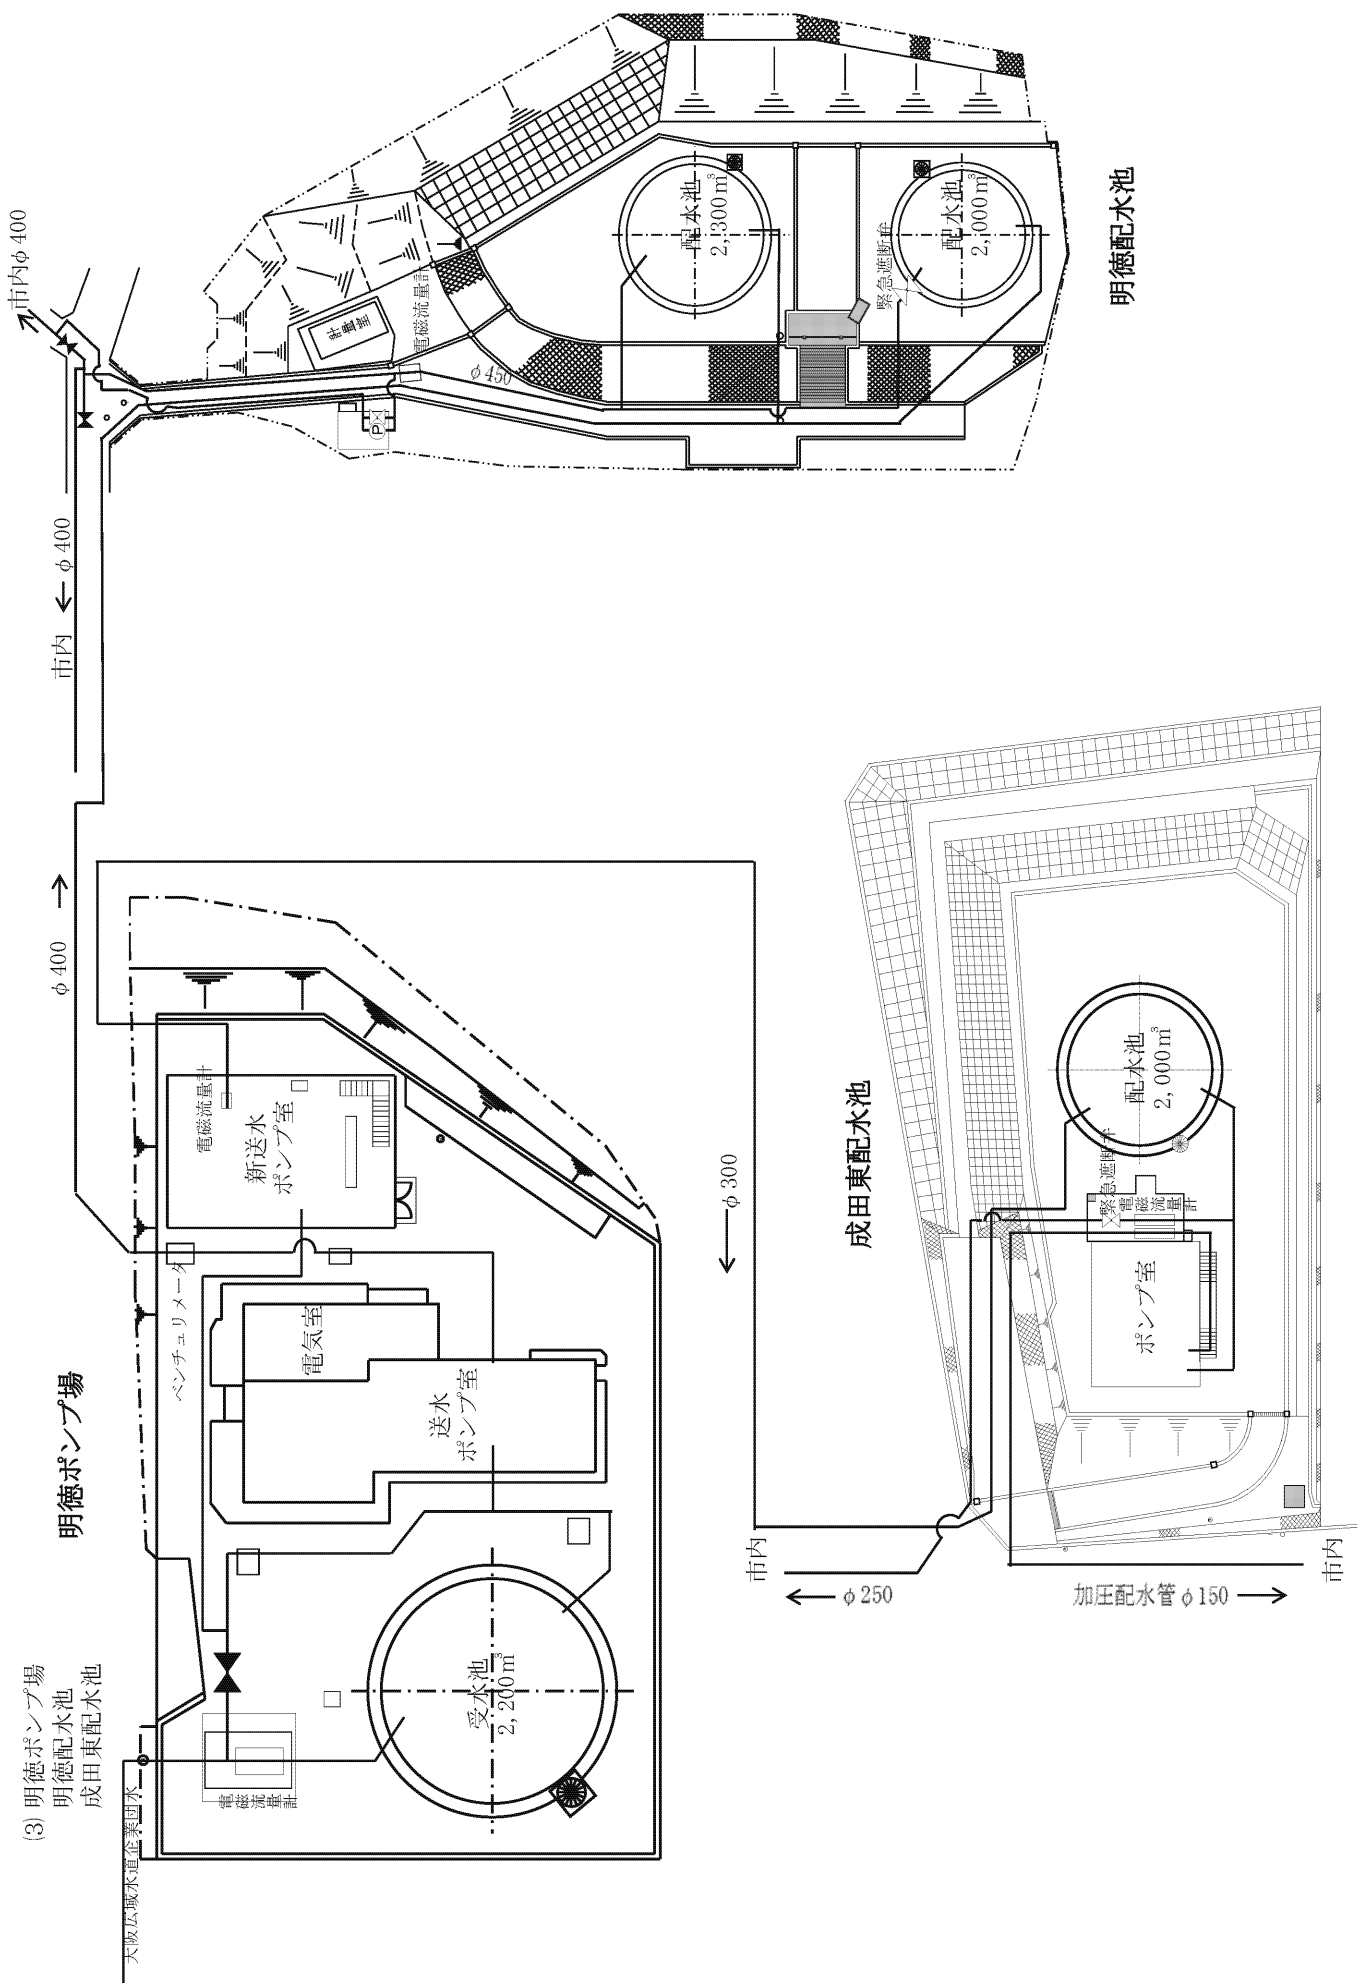 (3) 明徳ポンプ場
明徳配水池
成田東配水池
大阪広域水道企業団水
明徳ポンプ場
電磁流量計
受水池
2,200m³
ベンチュリメータ
電気室
送水
ポンプ室
電磁流量計
新送水
ポンプ室
φ400 →
市内 ← φ400
市内φ400
計量室
電磁流量計
φ450
P
配水池
2,300m³
緊急遮断弁
配水池
2,000m³
明徳配水池
← φ300
成田東配水池
市内
← φ250
加圧配水管φ150 →
市内
ポンプ室
緊急遮断弁
電磁流量計
配水池
2,000m³